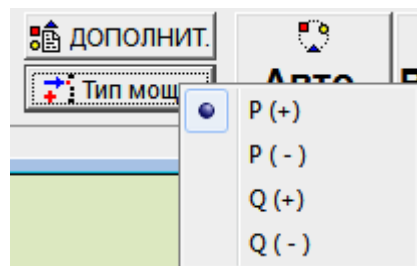 ДОПОЛНИТ.
Тип мощ
Авто
P (+)
P ( - )
Q (+)
Q ( - )